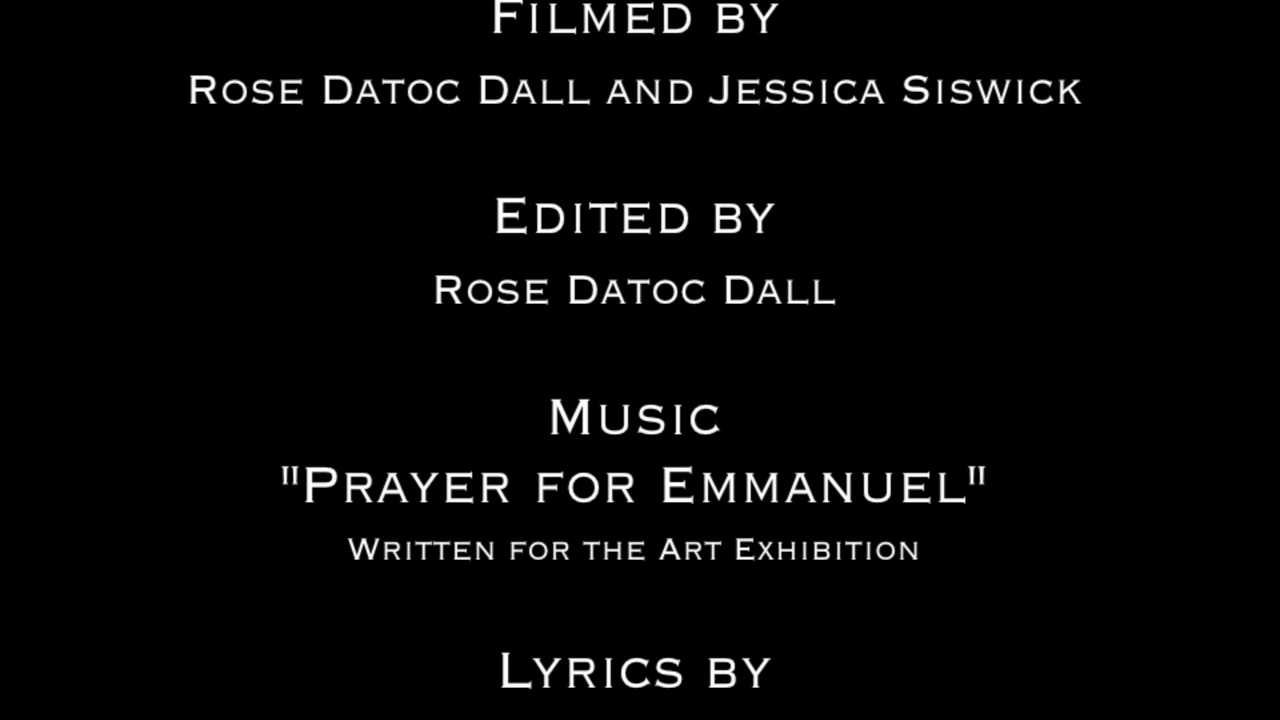 Filmed by
Rose Datoc Dall and Jessica Siswick
Edited by
Rose Datoc Dall
Music
"Prayer for Emmanuel"
Written for the Art Exhibition
Lyrics by